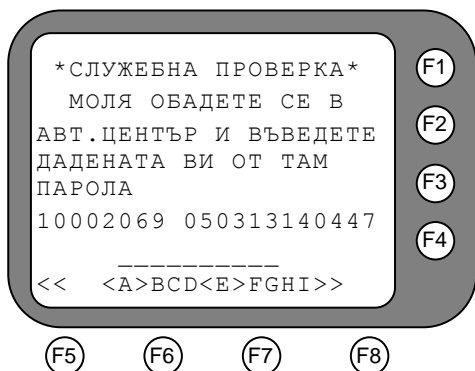 *СЛУЖЕБНА ПРОВЕРКА*
МОЛЯ ОБАДЕТЕ СЕ В
АВТ.ЦЕНТЪР И ВЪВЕДЕТЕ
ДАДЕНАТА ВИ ОТ ТАМ
ПАРОЛА
10002069 050313140447
__________
<< <A>BCD<E>FGHI>>
F1
F2
F3
F4
F5 F6 F7 F8